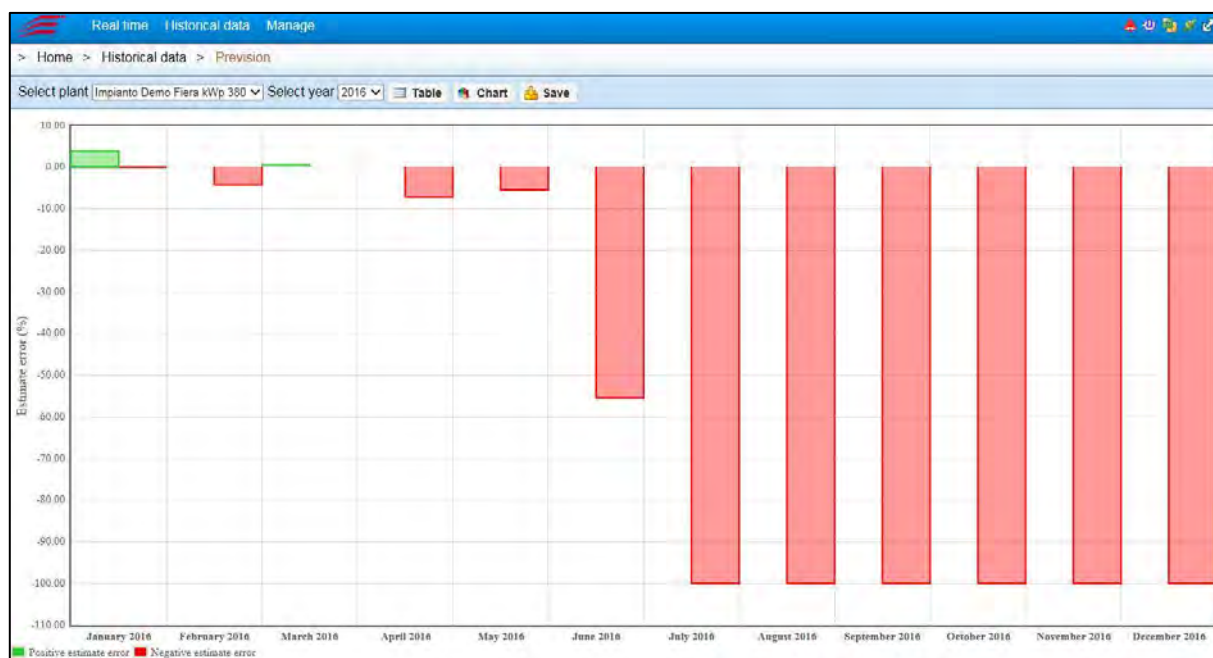 Real time Historical data Manage
> Home > Historical data > Prevision
Select plant Impianto Demo Fiera kWp 380 Select year 2016 Table Chart Save
10.00
0.00
-10.00
-20.00
-30.00
-40.00
-50.00
-60.00
-70.00
-80.00
-90.00
-100.00
-110.00
Estimate error (%)
January 2016 February 2016 March 2016 April 2016 May 2016 June 2016 July 2016 August 2016 September 2016 October 2016 November 2016 December 2016
Positive estimate error Negative estimate error